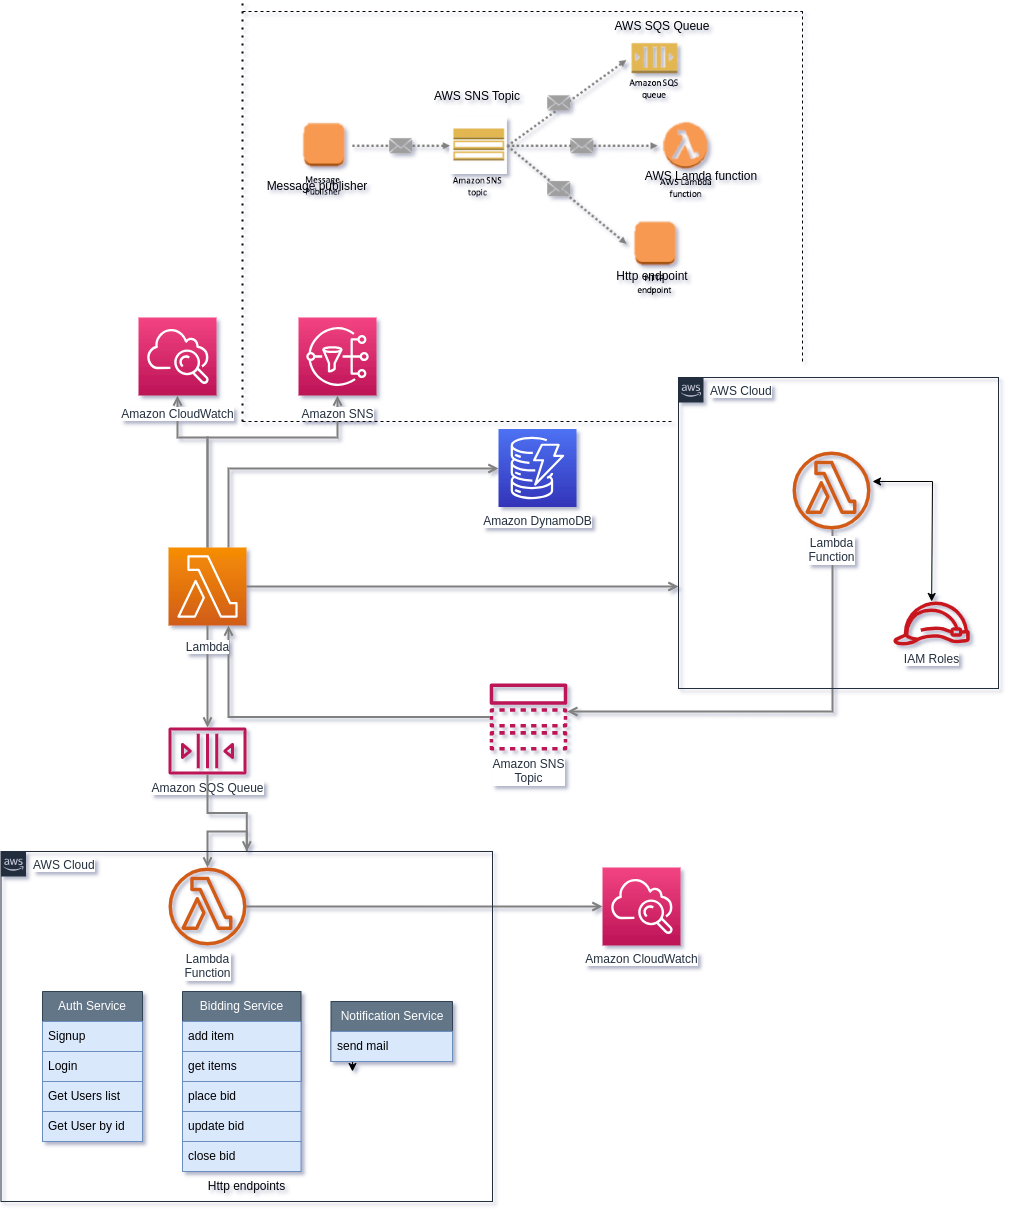 AWS SQS Queue
Amazon SQS
queue
AWS SNS Topic
Amazon SNS
topic
Message
Publisher
Message publisher
AWS Lamda function
AWS Lambda
function
Http endpoint
endpoint
Amazon CloudWatch
Amazon SNS
aws
AWS Cloud
Amazon DynamoDB
Lambda
Function
IAM Roles
Lambda
Amazon SNS
Topic
Amazon SQS Queue
aws
AWS Cloud
Lambda
Function
Amazon CloudWatch
Auth Service
Signup
Login
Get Users list
Get User by id
Bidding Service
add item
get items
place bid
update bid
close bid
Notification Service
send mail
Http endpoints